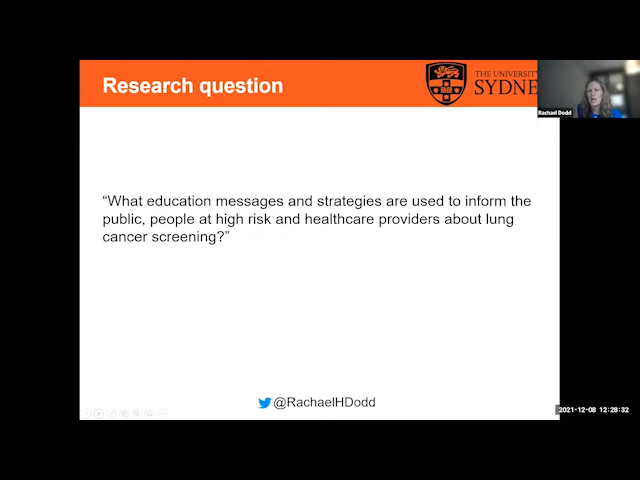 Research question
THE UNIVERSITY
SYDNE
Rachael Dodd
“What education messages and strategies are used to inform the
public, people at high risk and healthcare providers about lung
cancer screening?”
@RachaelHDodd
2021-12-08 12:28:32